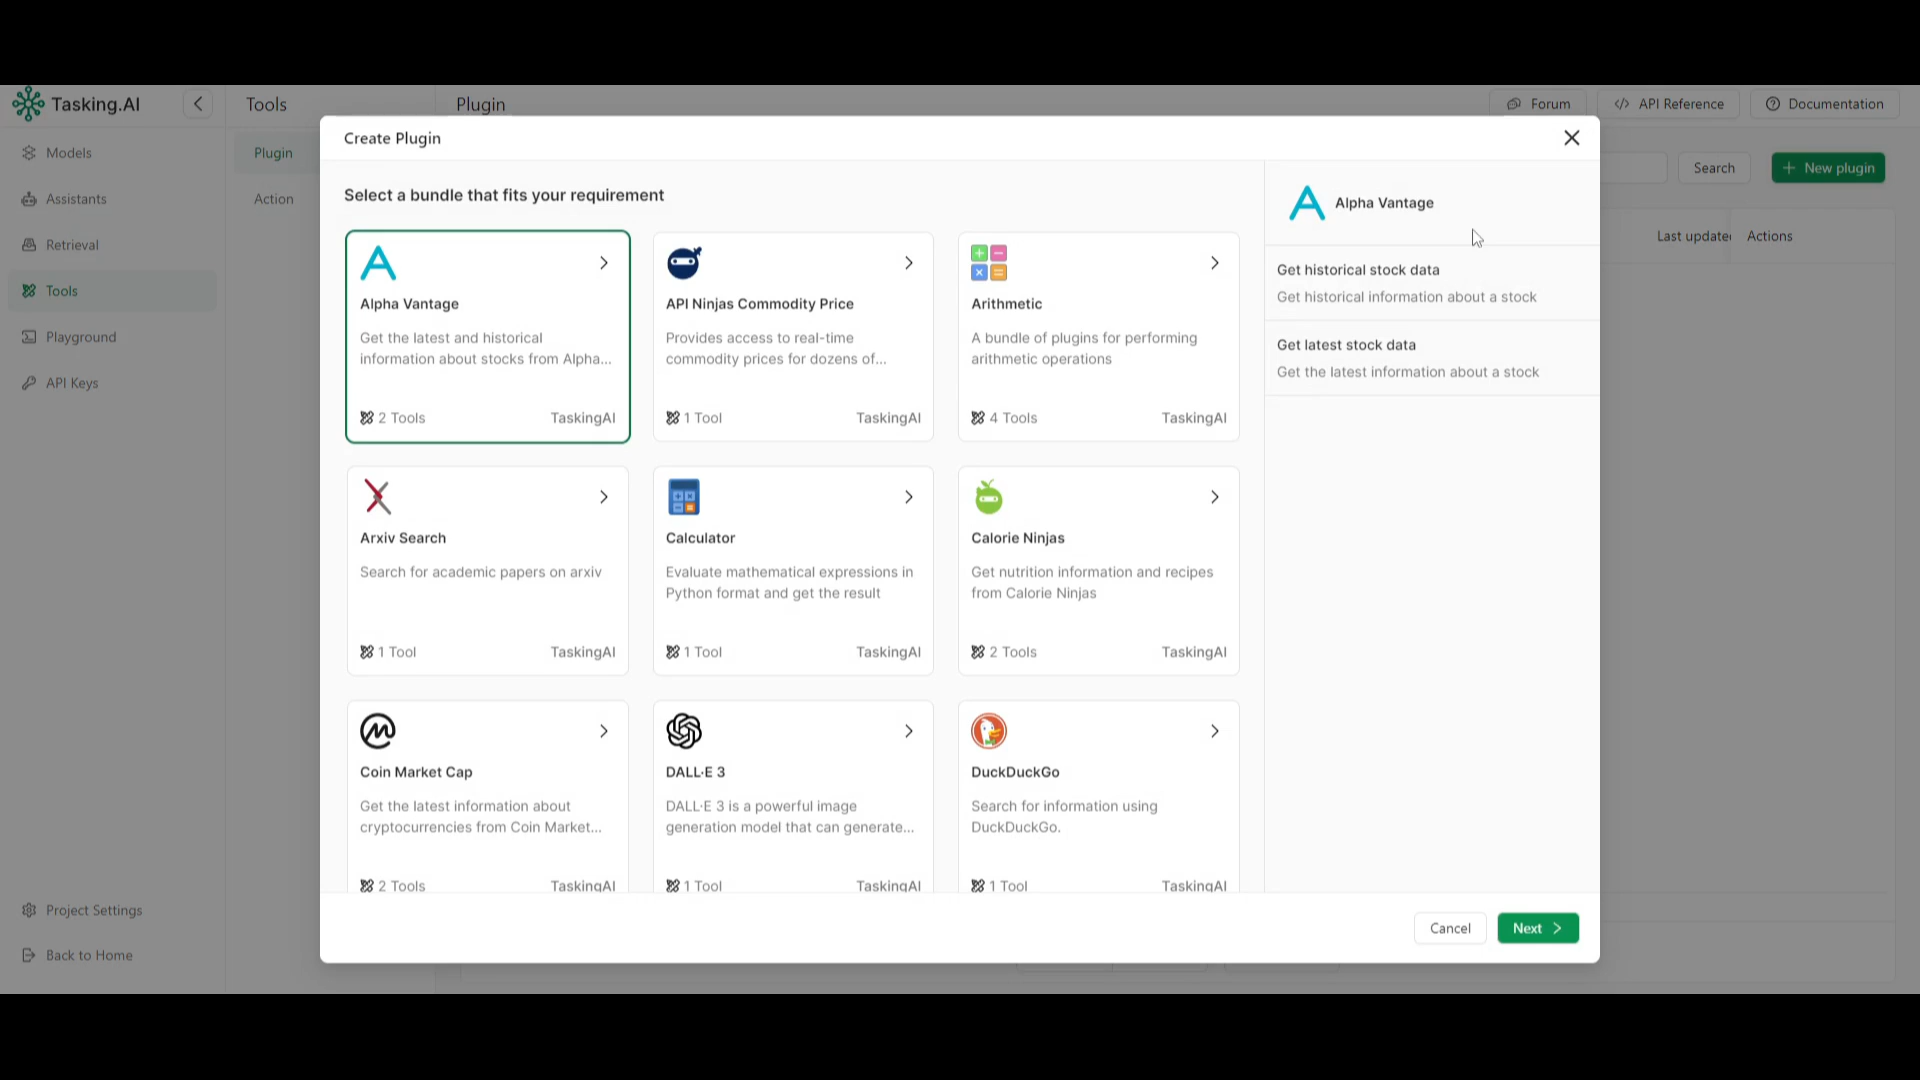 Tasking.AI
Tools
Plugin
Forum
API Reference
Documentation
Models
Assistants
Retrieval
Tools
Playground
API Keys
Project Settings
Back to Home
Plugin
Action
Search
New plugin
Actions
Create Plugin
Select a bundle that fits your requirement
Alpha Vantage
Get the latest and historical
information about stocks from Alpha...
2 Tools
TaskingAI
API Ninjas Commodity Price
Provides access to real-time
commodity prices for dozens of...
1 Tool
TaskingAI
Arithmetic
A bundle of plugins for performing
arithmetic operations
4 Tools
TaskingAI
Arxiv Search
Search for academic papers on arxiv
1 Tool
TaskingAI
Calculator
Evaluate mathematical expressions in
Python format and get the result
1 Tool
TaskingAI
Calorie Ninjas
Get nutrition information and recipes
from Calorie Ninjas
2 Tools
TaskingAI
Coin Market Cap
Get the latest information about
cryptocurrencies from Coin Market...
2 Tools
TaskingAI
DALL·E 3
DALL·E 3 is a powerful image
generation model that can generate...
1 Tool
TaskingAI
DuckDuckGo
Search for information using
DuckDuckGo.
1 Tool
TaskingAI
Alpha Vantage
Get historical stock data
Get historical information about a stock
Get latest stock data
Get the latest information about a stock
Last update
Cancel
Next